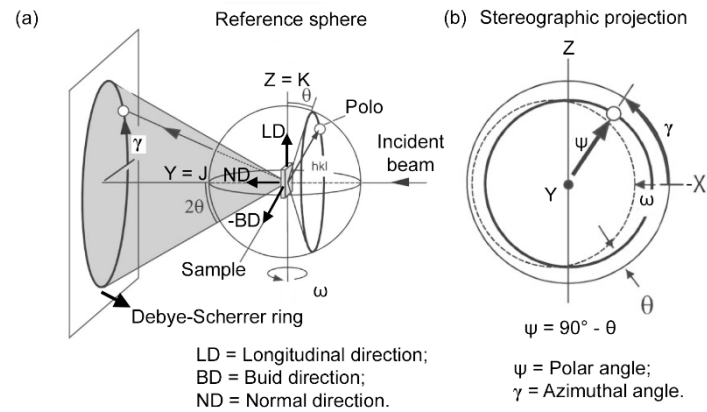 (a)
Reference sphere
Z = K
θ
Polo
LD
γ
hkl
Incident
beam
Y = J
ND
2θ
-BD
Sample
ω
Debye-Scherrer ring
LD = Longitudinal direction;
BD = Buid direction;
ND = Normal direction.
(b) Stereographic projection
Z
γ
ψ
Y
ω
-X
θ
ψ = 90° - θ
ψ = Polar angle;
γ = Azimuthal angle.